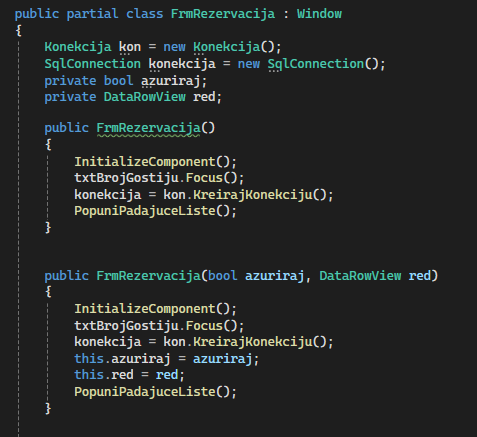 public partial class FrmRezervacija : Window
{
Konekcija kon = new Konekcija();
SqlConnection konekcija = new SqlConnection();
private bool azuriraj;
private DataRowView red;
public FrmRezervacija()
{
InitializeComponent();
txtBrojGostiju.Focus();
konekcija = kon.KreirajKonekciju();
PopuniPadajuceListe();
}
public FrmRezervacija(bool azuriraj, DataRowView red)
{
InitializeComponent();
txtBrojGostiju.Focus();
konekcija = kon.KreirajKonekciju();
this.azuriraj = azuriraj;
this.red = red;
PopuniPadajuceListe();
}